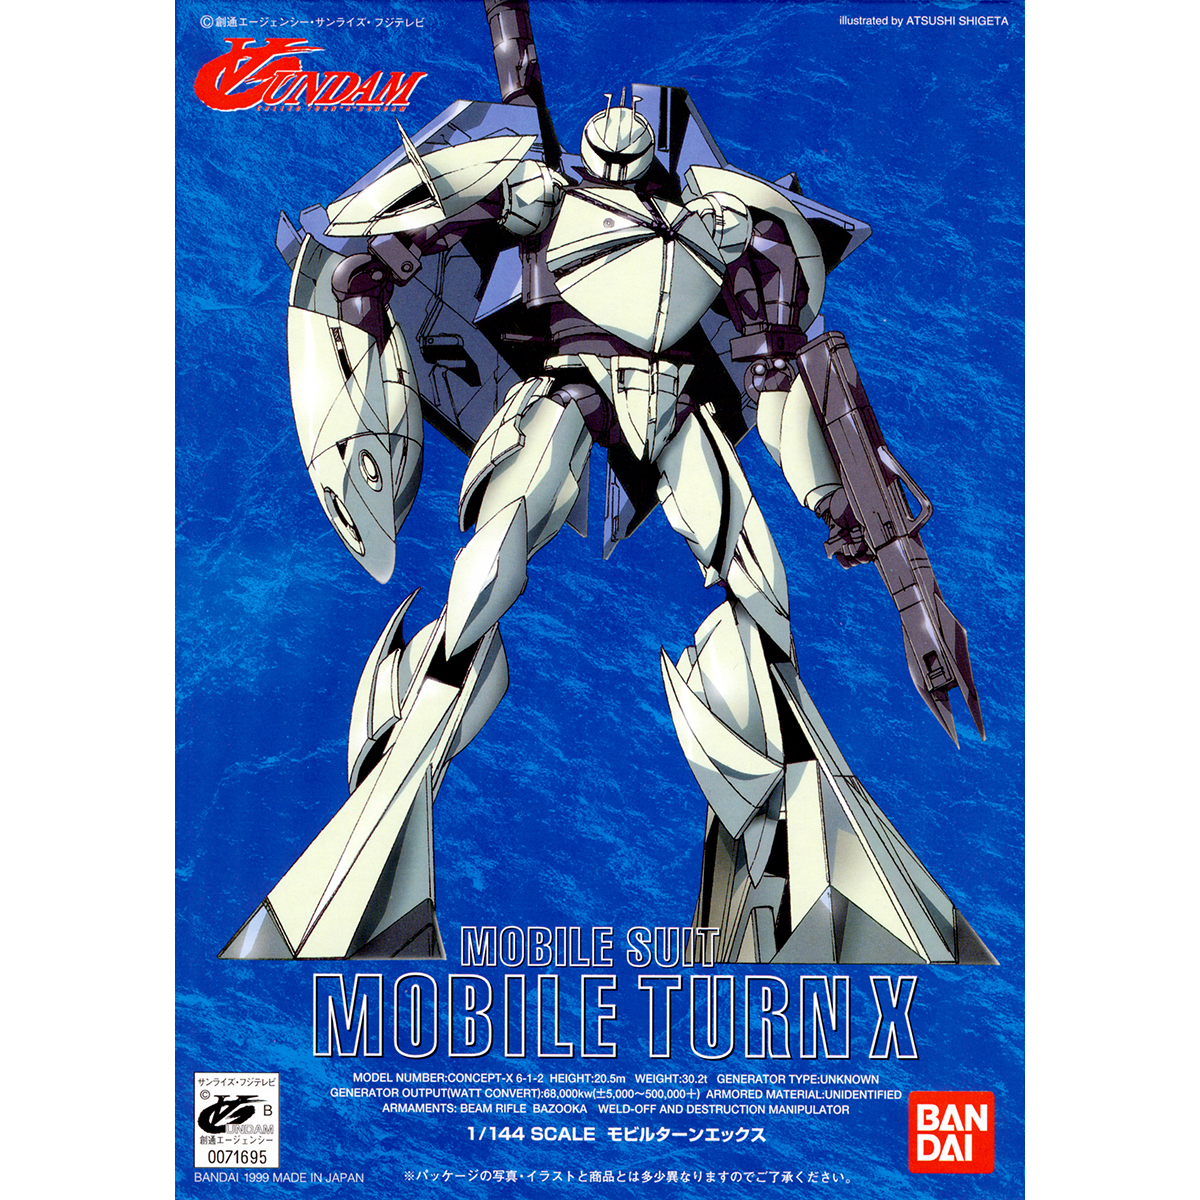 ©創通エージェンシー・サンライズ・フジテレビ
illustrated by ATSUSHI SHIGETA
∀GUNDAM
MOBILE SUIT
MOBILE TURN X
MODEL NUMBER:CONCEPT-X 6-1-2 HEIGHT:20.5m WEIGHT:30.2t GENERATOR TYPE:UNKNOWN
GENERATOR OUTPUT(WATT CONVERT):68,000kw(±5,000〜500,000+) ARMORED MATERIAL:UNIDENTIFIED
ARMAMENTS: BEAM RIFLE BAZOOKA WELD-OFF AND DESTRUCTION MANIPULATOR
1/144 SCALE モビルターンエックス
※パッケージの写真・イラストと商品とは多少異なりますのでご了承ください。
BAN
DAI
サンライズ・フジテレビ
©
∀GUNDAM
B
創通エージェンシー
0071695
BANDAI 1999 MADE IN JAPAN